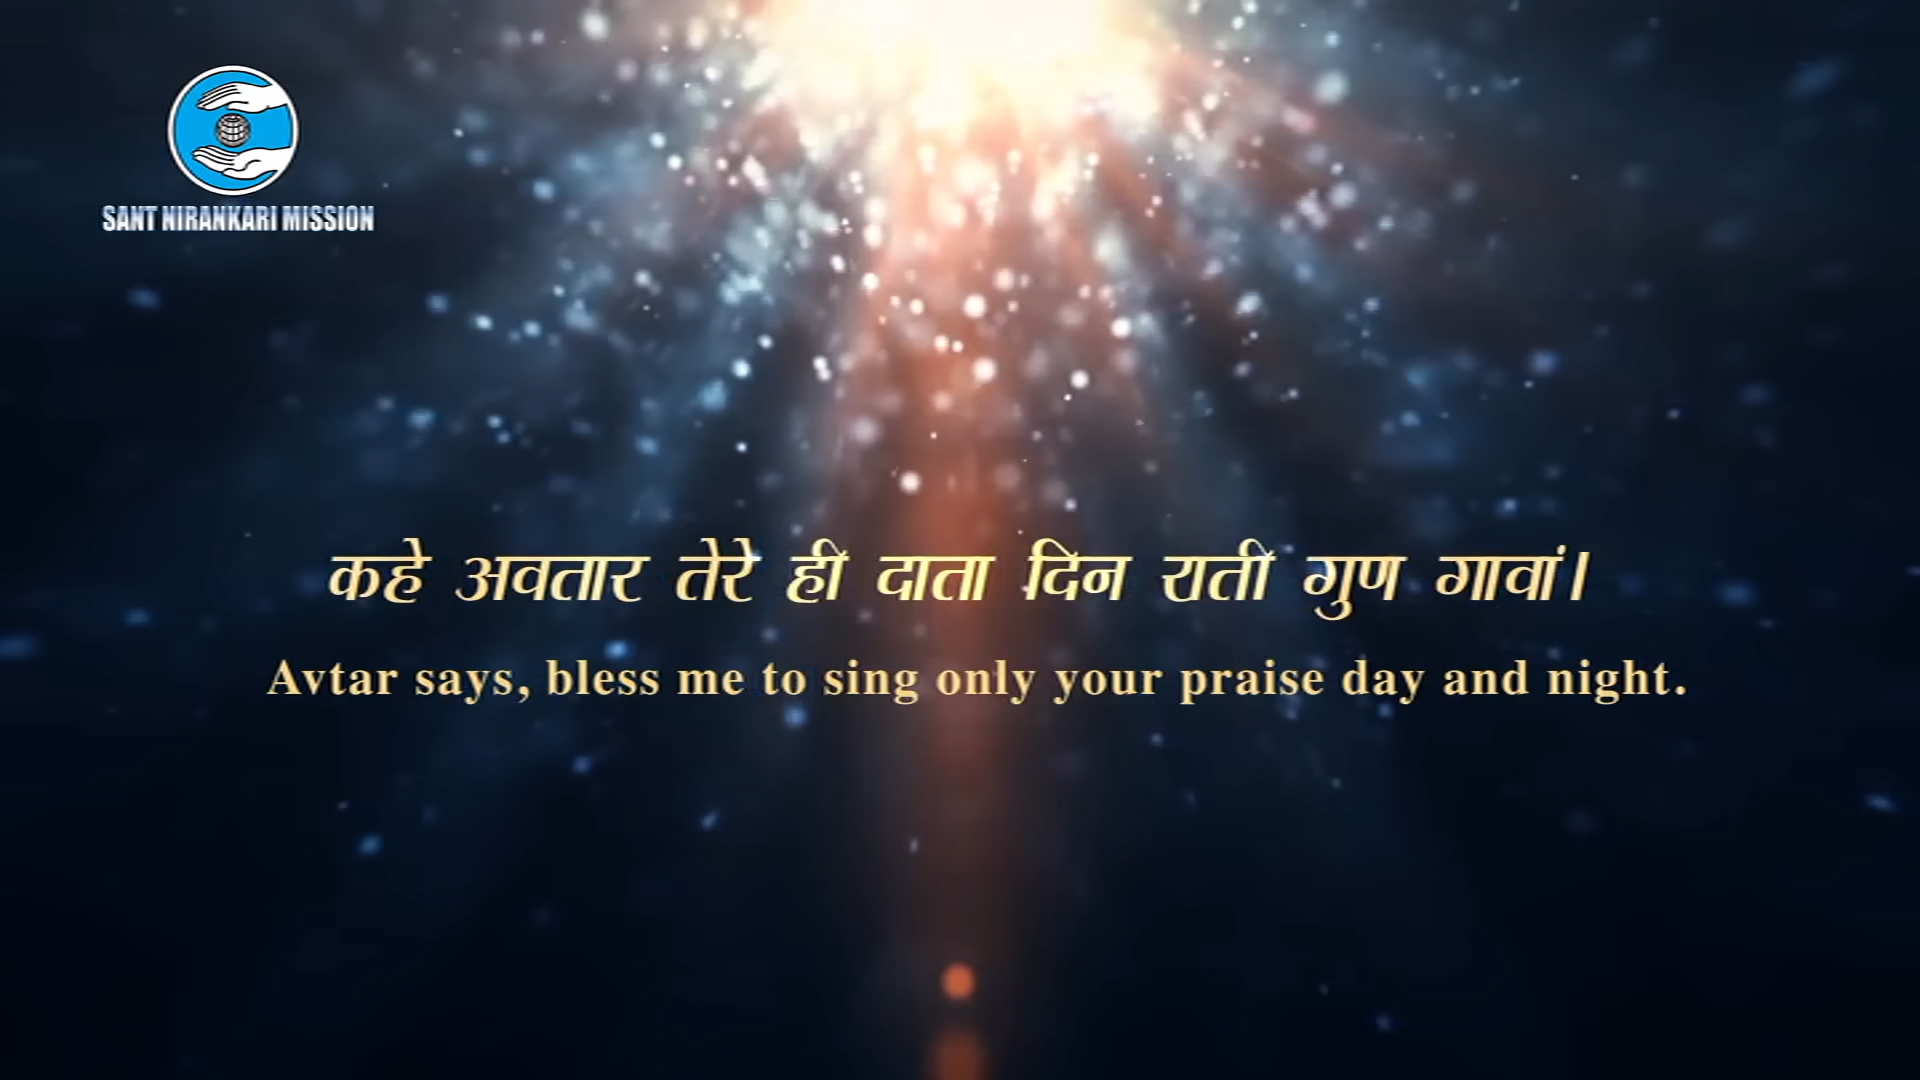 SANT NIRANKARI MISSION
कहे अवतार तेरे ही दाता दिन राती गुण गावां।
Avtar says, bless me to sing only your praise day and night.